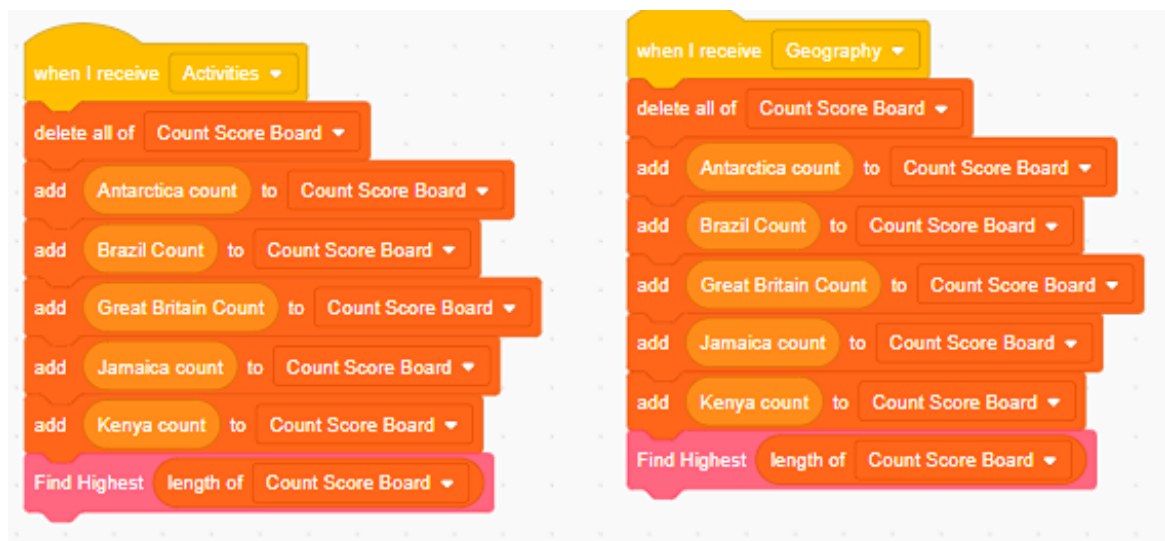 when I receive Activities
delete all of Count Score Board
add Antarctica count to Count Score Board
add Brazil Count to Count Score Board
add Great Britain Count to Count Score Board
add Jamaica count to Count Score Board
add Kenya count to Count Score Board
Find Highest length of Count Score Board
when I receive Geography
delete all of Count Score Board
add Antarctica count to Count Score Board
add Brazil Count to Count Score Board
add Great Britain Count to Count Score Board
add Jamaica count to Count Score Board
add Kenya count to Count Score Board
Find Highest length of Count Score Board